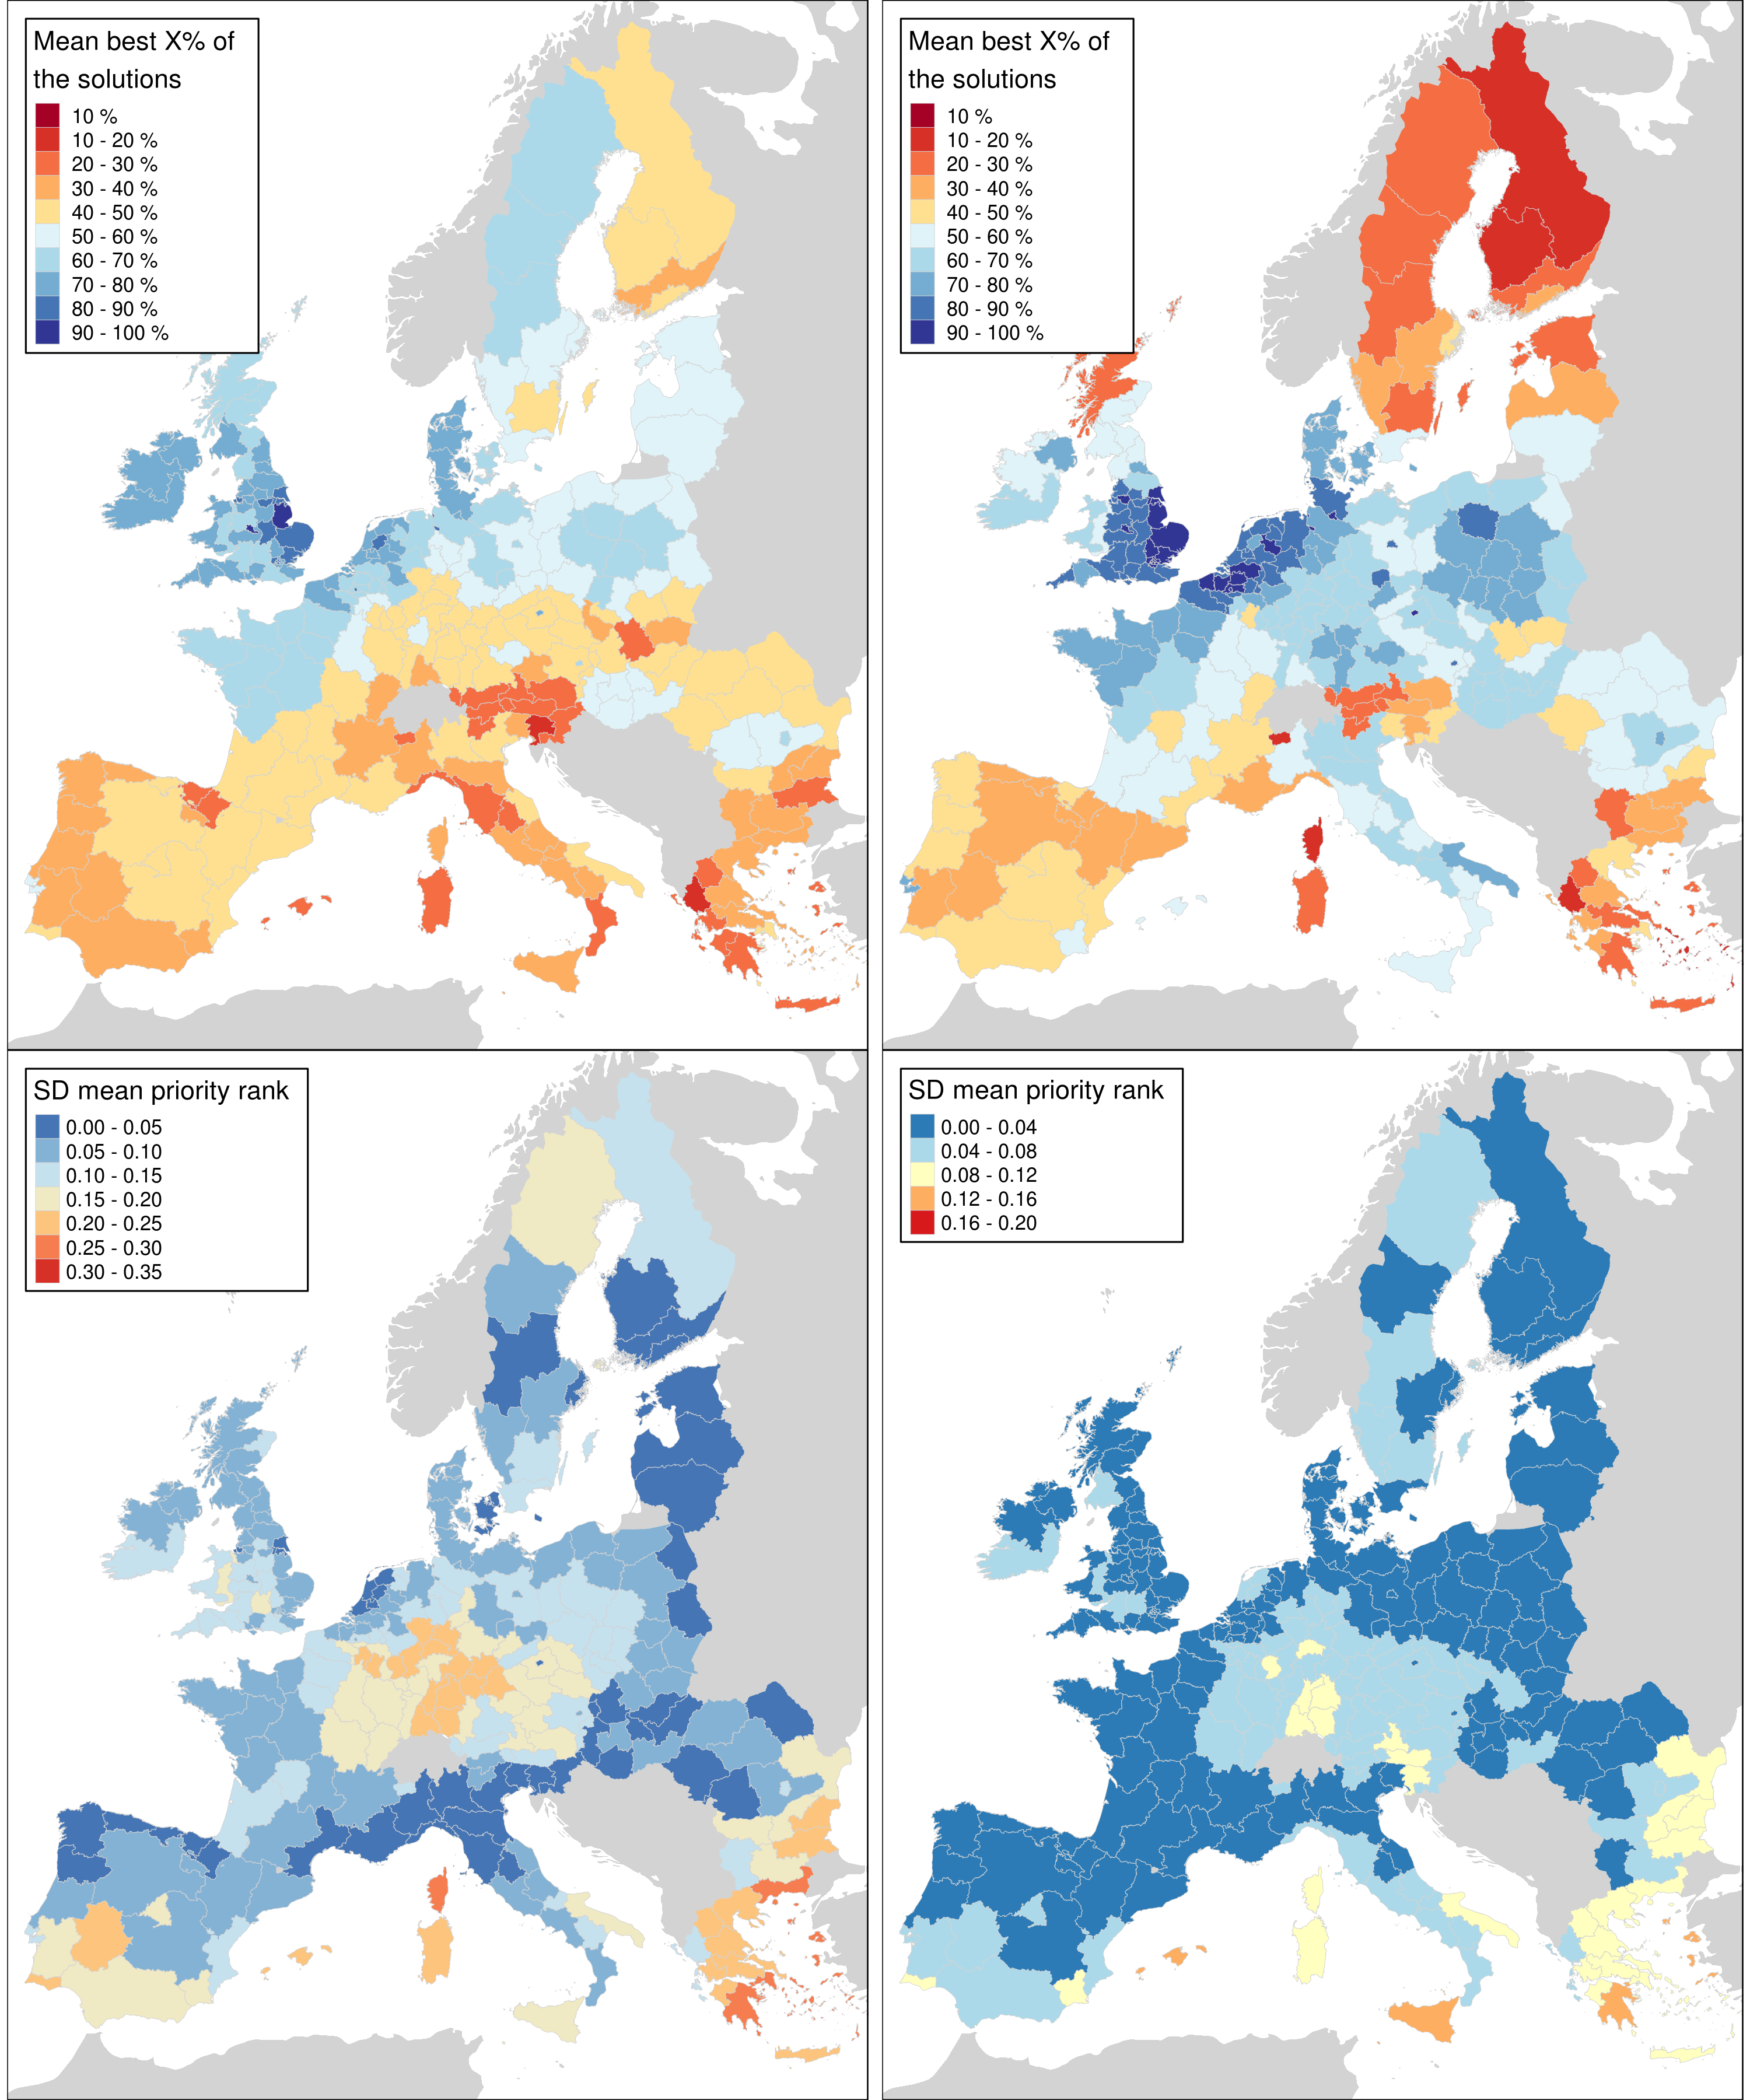 Mean best X% of
the solutions
10 %
10 - 20 %
20 - 30 %
30 - 40 %
40 - 50 %
50 - 60 %
60 - 70 %
70 - 80 %
80 - 90 %
90 - 100 %
Mean best X% of
the solutions
10 %
10 - 20 %
20 - 30 %
30 - 40 %
40 - 50 %
50 - 60 %
60 - 70 %
70 - 80 %
80 - 90 %
90 - 100 %
SD mean priority rank
0.00 - 0.05
0.05 - 0.10
0.10 - 0.15
0.15 - 0.20
0.20 - 0.25
0.25 - 0.30
0.30 - 0.35
SD mean priority rank
0.00 - 0.04
0.04 - 0.08
0.08 - 0.12
0.12 - 0.16
0.16 - 0.20